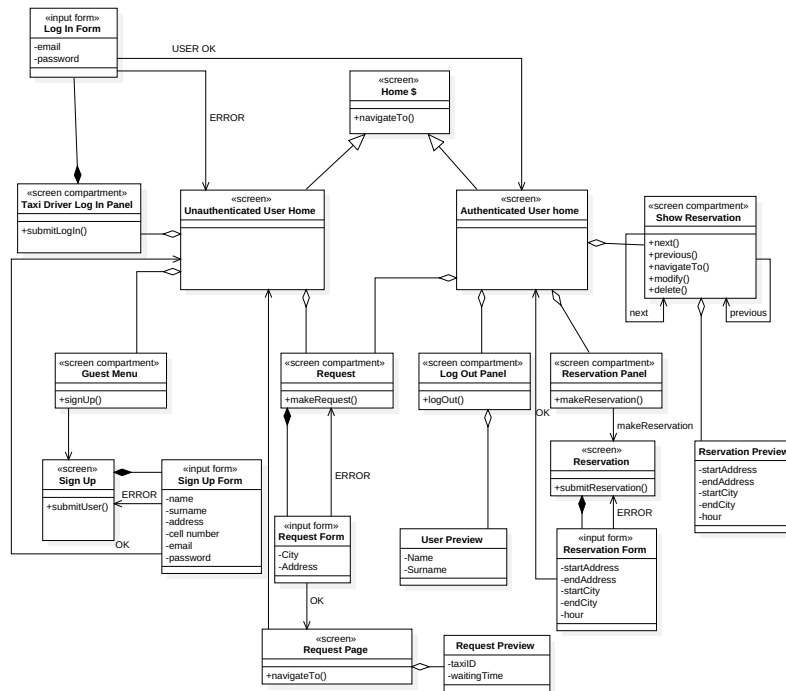 «input form»
Log In Form
-email
-password
USER OK
ERROR
«screen»
Home $
+navigateTo()
«screen compartment»
Taxi Driver Log In Panel
+submitLogIn()
«screen»
Unauthenticated User Home
«screen»
Authenticated User home
«screen compartment»
Show Reservation
+next()
+previous()
+navigateTo()
+modify()
+delete()
next
previous
«screen compartment»
Guest Menu
+signUp()
«screen compartment»
Request
+makeRequest()
«screen compartment»
Log Out Panel
+logOut()
«screen compartment»
Reservation Panel
+makeReservation()
OK
makeReservation
«screen»
Sign Up
+submitUser()
«input form»
Sign Up Form
-name
-surname
-address
-cell number
-email
-password
ERROR
OK
ERROR
«screen»
Reservation
+submitReservation()
Rservation Preview
-startAddress
-endAddress
-startCity
-endCity
-hour
«input form»
Request Form
-City
-Address
User Preview
-Name
-Surname
ERROR
«input form»
Reservation Form
-startAddress
-endAddress
-startCity
-endCity
-hour
OK
«screen»
Request Page
+navigateTo()
Request Preview
-taxiID
-waitingTime